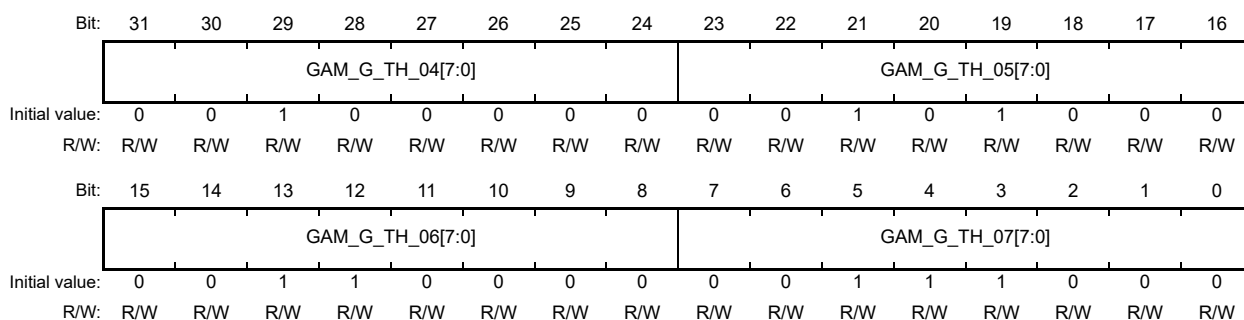 Bit: 31 30 29 28 27 26 25 24 23 22 21 20 19 18 17 16
GAM_G_TH_04[7:0] GAM_G_TH_05[7:0]
Initial value: 0 0 1 0 0 0 0 0 0 0 1 0 1 0 0 0
R/W: R/W R/W R/W R/W R/W R/W R/W R/W R/W R/W R/W R/W R/W R/W R/W R/W
Bit: 15 14 13 12 11 10 9 8 7 6 5 4 3 2 1 0
GAM_G_TH_06[7:0] GAM_G_TH_07[7:0]
Initial value: 0 0 1 1 0 0 0 0 0 0 1 1 1 0 0 0
R/W: R/W R/W R/W R/W R/W R/W R/W R/W R/W R/W R/W R/W R/W R/W R/W R/W